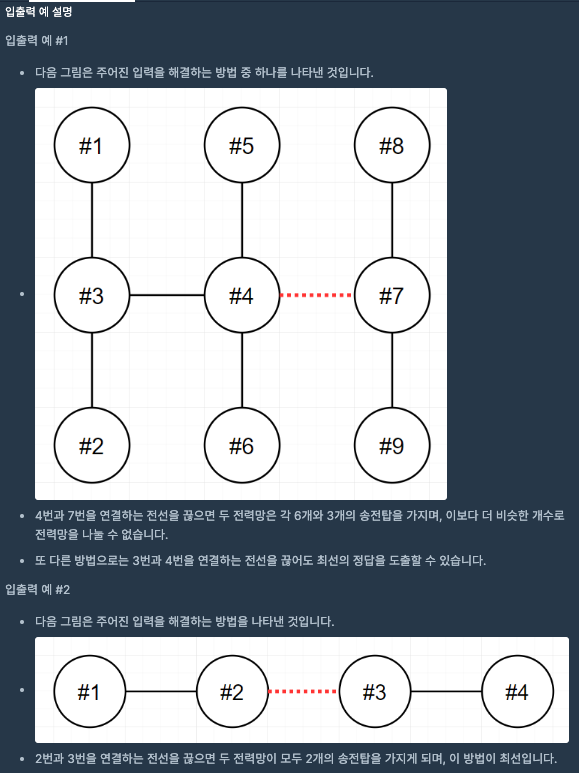 입출력 예 설명
입출력 예 #1
다음 그림은 주어진 입력을 해결하는 방법 중 하나를 나타낸 것입니다.
#1 #5 #8
#3 #4 #7
#2 #6 #9
4번과 7번을 연결하는 전선을 끊으면 두 전력망은 각 6개와 3개의 송전탑을 가지며, 이보다 더 비슷한 개수로
전력망을 나눌 수 없습니다.
또 다른 방법으로는 3번과 4번을 연결하는 전선을 끊어도 최선의 정답을 도출할 수 있습니다.
입출력 예 #2
다음 그림은 주어진 입력을 해결하는 방법을 나타낸 것입니다.
#1 #2 #3 #4
2번과 3번을 연결하는 전선을 끊으면 두 전력망이 모두 2개의 송전탑을 가지게 되며, 이 방법이 최선입니다.